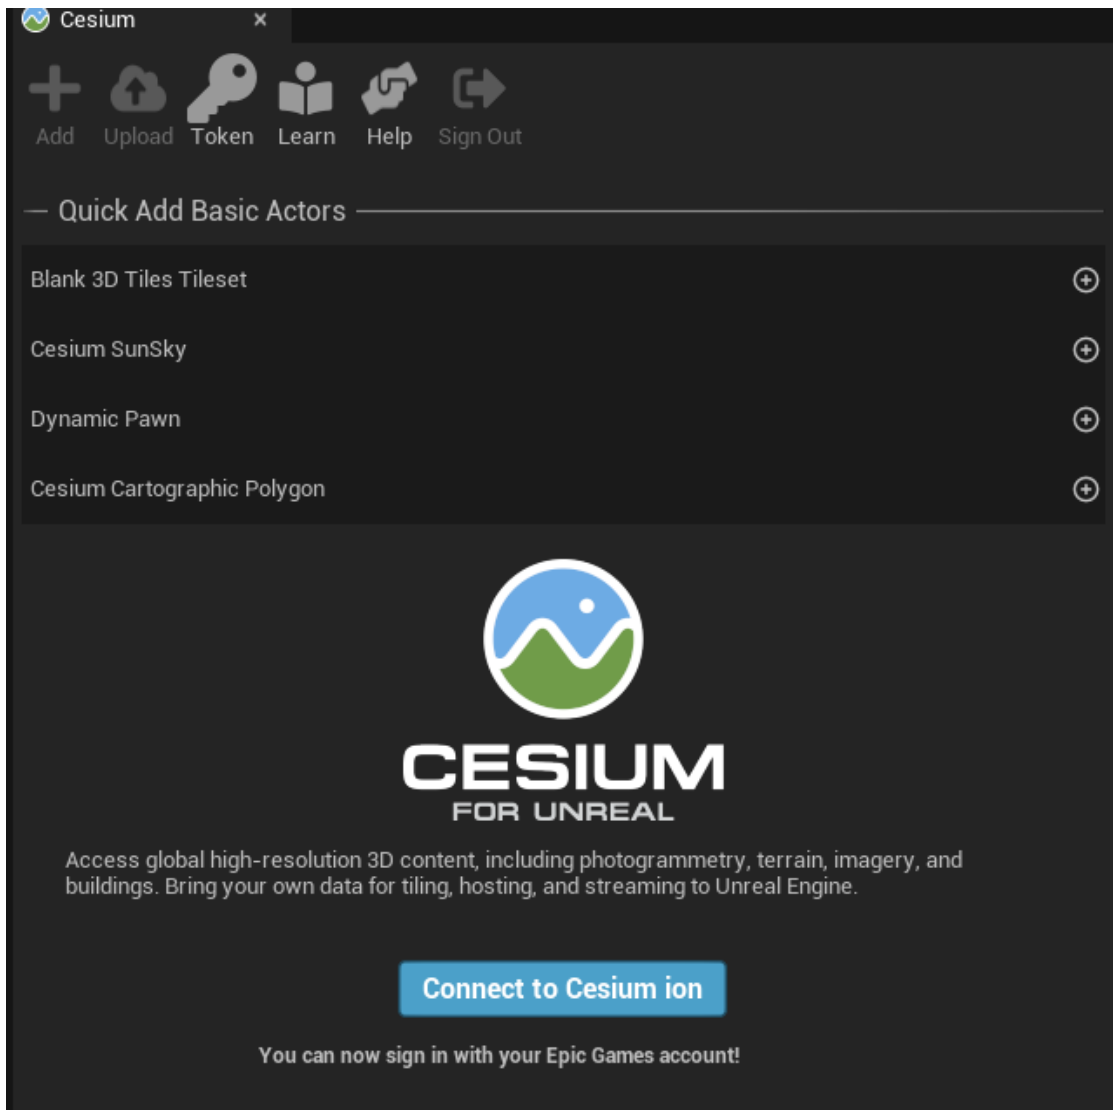 Cesium
Add Upload Token Learn Help Sign Out
Quick Add Basic Actors
Blank 3D Tiles Tileset
Cesium SunSky
Dynamic Pawn
Cesium Cartographic Polygon
CESIUM
FOR UNREAL
Access global high-resolution 3D content, including photogrammetry, terrain, imagery, and
buildings. Bring your own data for tiling, hosting, and streaming to Unreal Engine.
Connect to Cesium ion
You can now sign in with your Epic Games account!